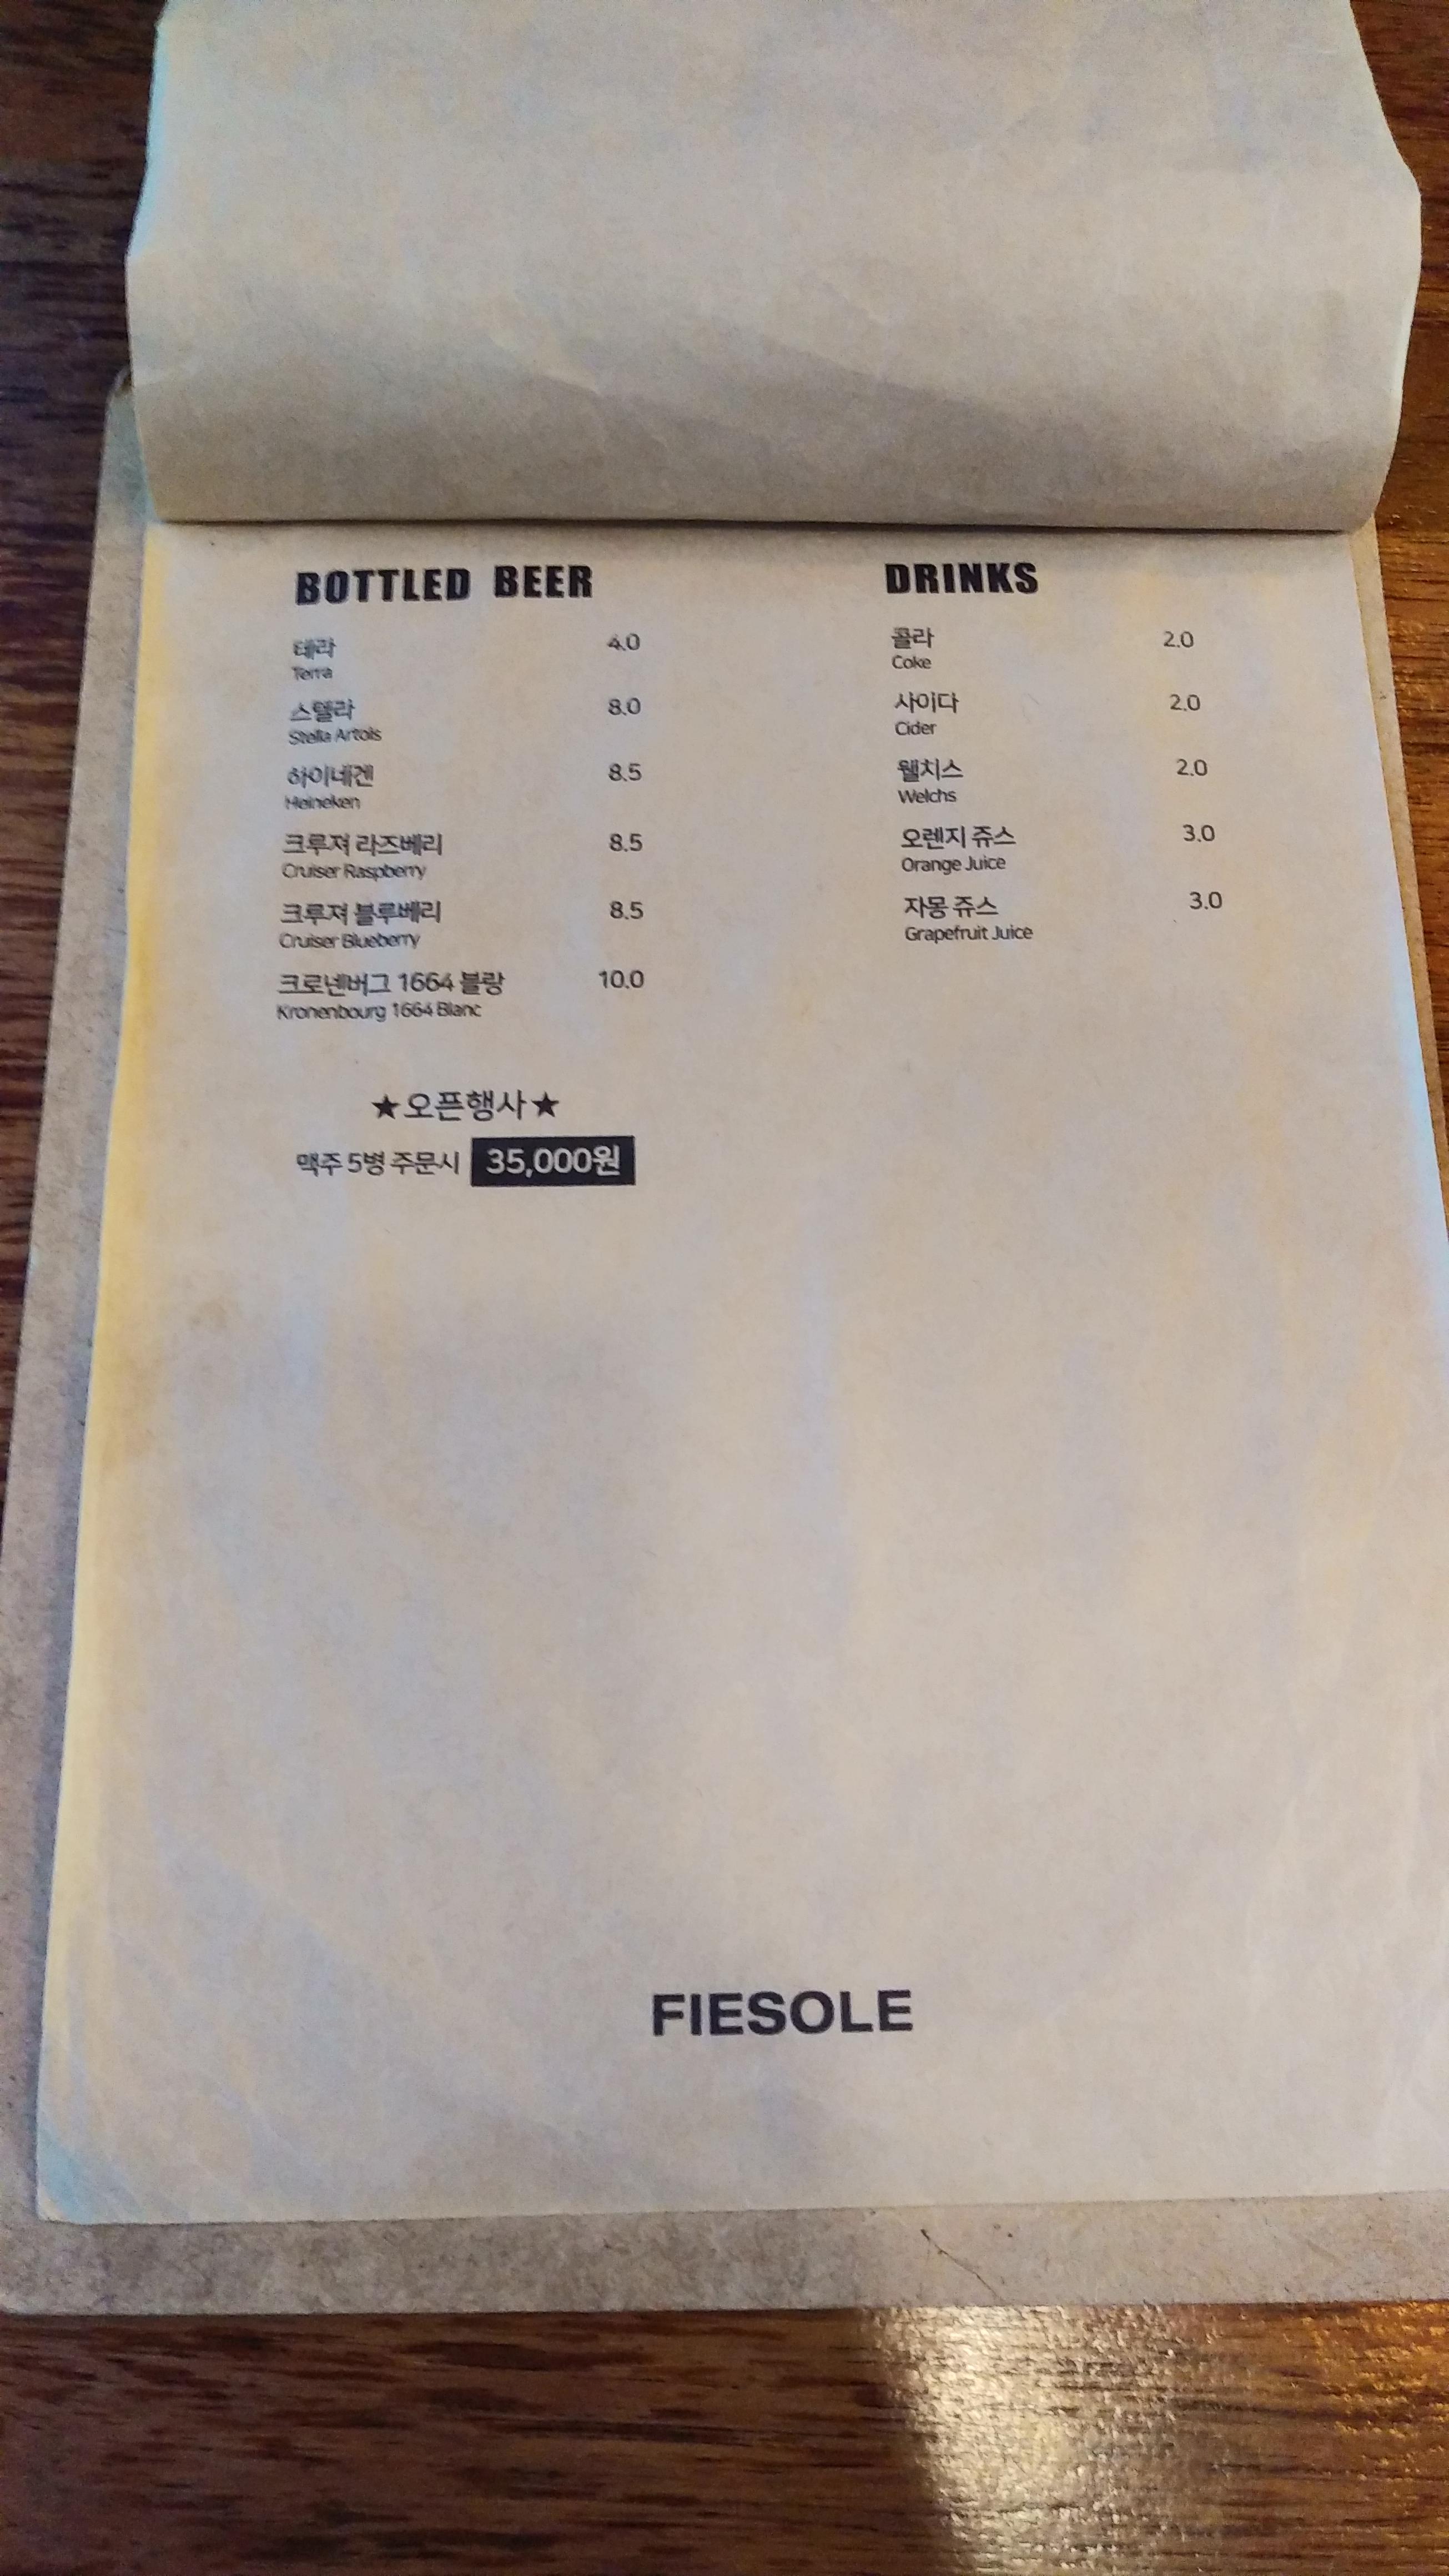 BOTTLED BEER
테라 4.0
Terra
스텔라 8.0
Stella Artois
하이네켄 8.5
Heineken
크루져 라즈베리 8.5
Cruiser Raspberry
크루져 블루베리 8.5
Cruiser Blueberry
크로넨버그 1664 블랑 10.0
Kronenbourg 1664 Blanc
★오픈행사★
맥주 5병 주문시 35,000원
DRINKS
콜라 2.0
Coke
사이다 2.0
Cider
웰치스 2.0
Welchs
오렌지 쥬스 3.0
Orange Juice
자몽 쥬스 3.0
Grapefruit Juice
FIESOLE